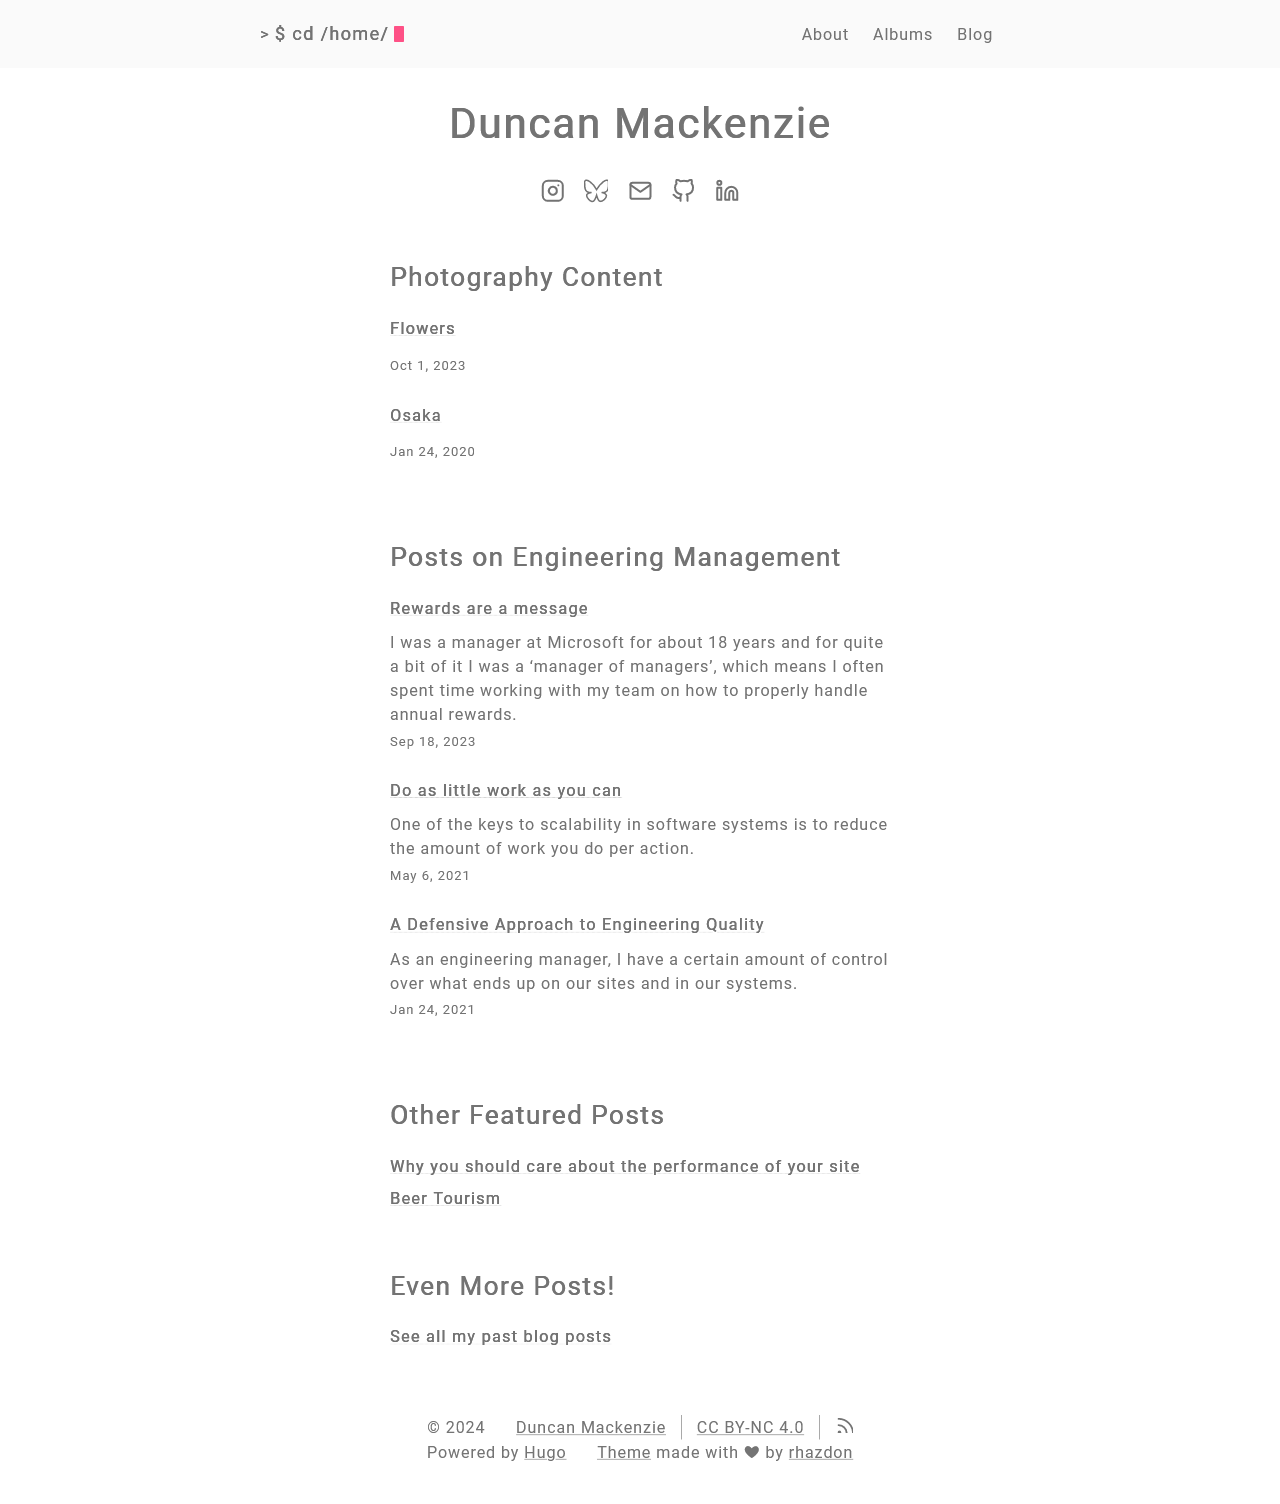 > $ cd /home/
About Albums Blog
Duncan Mackenzie
Photography Content
Flowers
Oct 1, 2023
Osaka
Jan 24, 2020
Posts on Engineering Management
Rewards are a message
I was a manager at Microsoft for about 18 years and for quite
a bit of it I was a ‘manager of managers’, which means I often
spent time working with my team on how to properly handle
annual rewards.
Sep 18, 2023
Do as little work as you can
One of the keys to scalability in software systems is to reduce
the amount of work you do per action.
May 6, 2021
A Defensive Approach to Engineering Quality
As an engineering manager, I have a certain amount of control
over what ends up on our sites and in our systems.
Jan 24, 2021
Other Featured Posts
Why you should care about the performance of your site
Beer Tourism
Even More Posts!
See all my past blog posts
© 2024 Duncan Mackenzie CC BY-NC 4.0
Powered by Hugo Theme made with ♥ by rhazdon